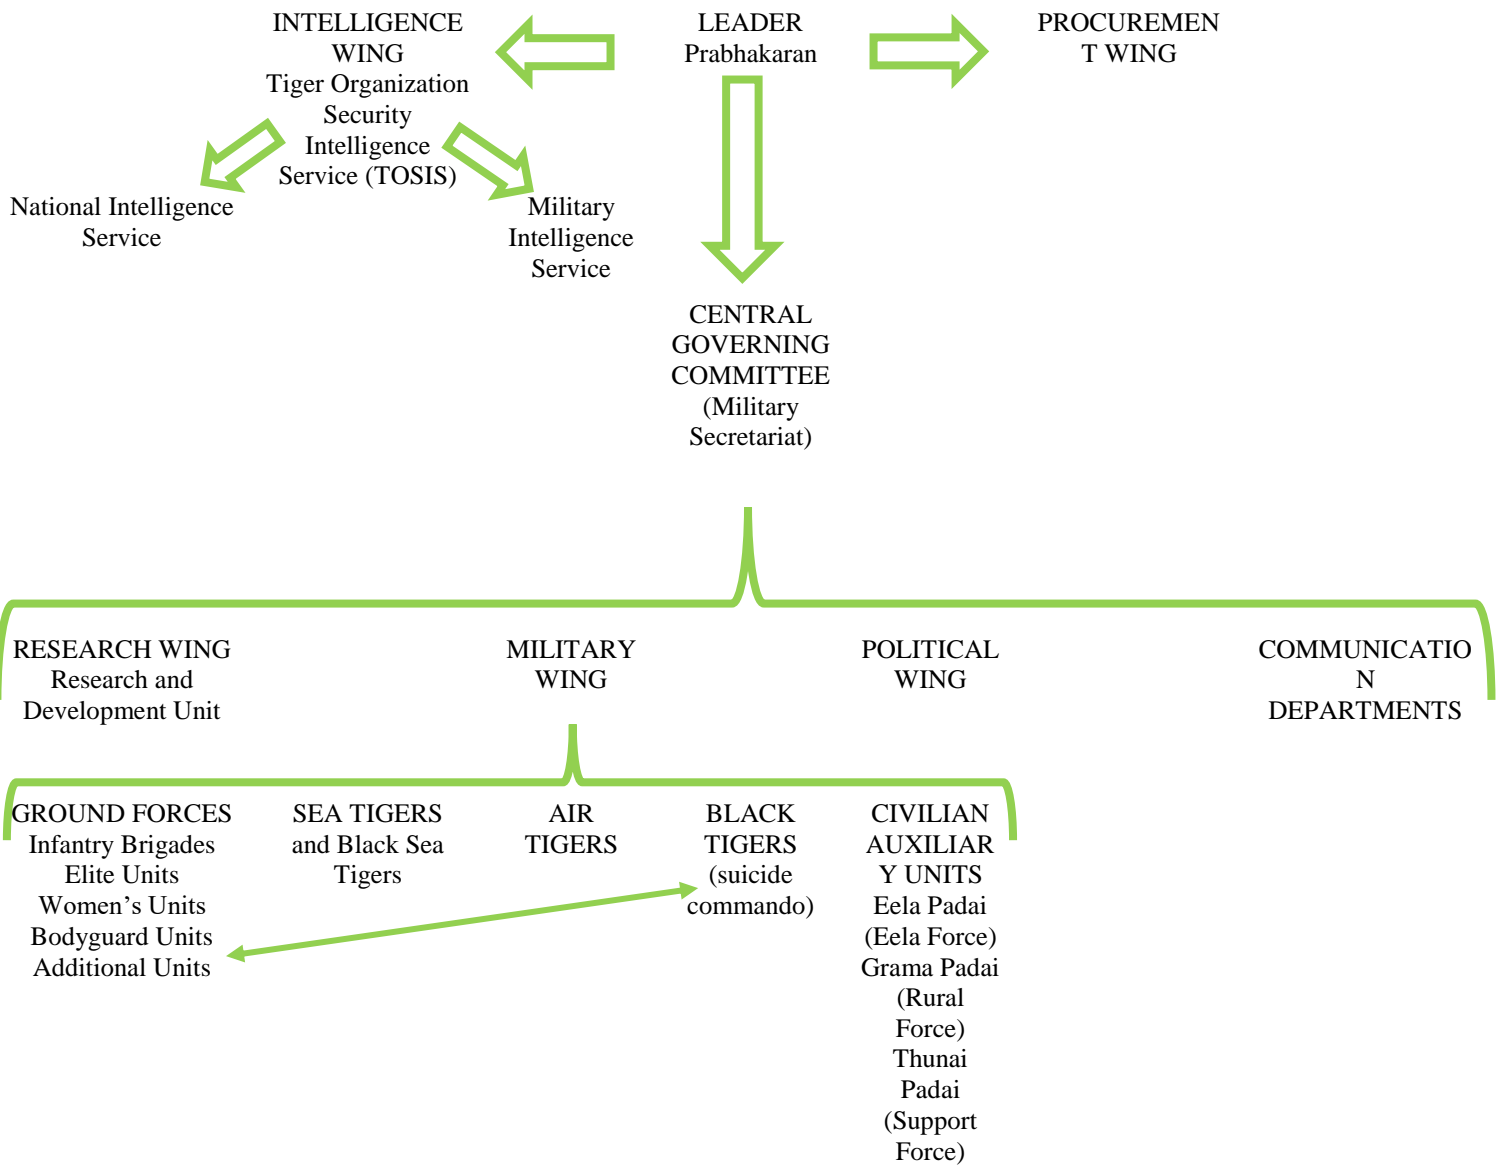 INTELLIGENCE
WING
Tiger Organization
Security
Intelligence
Service (TOSIS)
LEADER
Prabhakaran
PROCUREMEN
T WING
National Intelligence
Service
Military
Intelligence
Service
CENTRAL
GOVERNING
COMMITTEE
(Military
Secretariat)
RESEARCH WING
Research and
Development Unit
MILITARY
WING
POLITICAL
WING
COMMUNICATIO
N
DEPARTMENTS
GROUND FORCES
Infantry Brigades
Elite Units
Women’s Units
Bodyguard Units
Additional Units
SEA TIGERS
and Black Sea
Tigers
AIR
TIGERS
BLACK
TIGERS
(suicide
commando)
CIVILIAN
AUXILIAR
Y UNITS
Eela Padai
(Eela Force)
Grama Padai
(Rural
Force)
Thunai
Padai
(Support
Force)